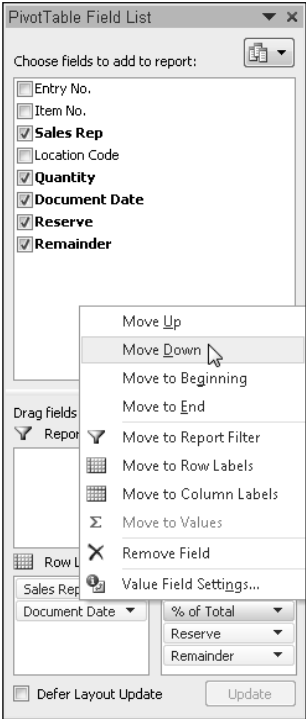 PivotTable Field List
Choose fields to add to report:
Entry No.
Item No.
Sales Rep
Location Code
Quantity
Document Date
Reserve
Remainder
Move Up
Move Down
Move to Beginning
Move to End
Drag fields
Repor
Move to Report Filter
Move to Row Labels
Move to Column Labels
Σ Move to Values
Remove Field
Row L
Value Field Settings...
Sales Rep
Document Date
% of Total
Reserve
Remainder
Defer Layout Update
Update